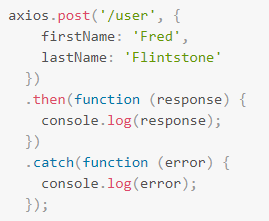 axios.post('/user', {
    firstName: 'Fred',
    lastName: 'Flintstone'
  })
  .then(function (response) {
    console.log(response);
  })
  .catch(function (error) {
    console.log(error);
  });